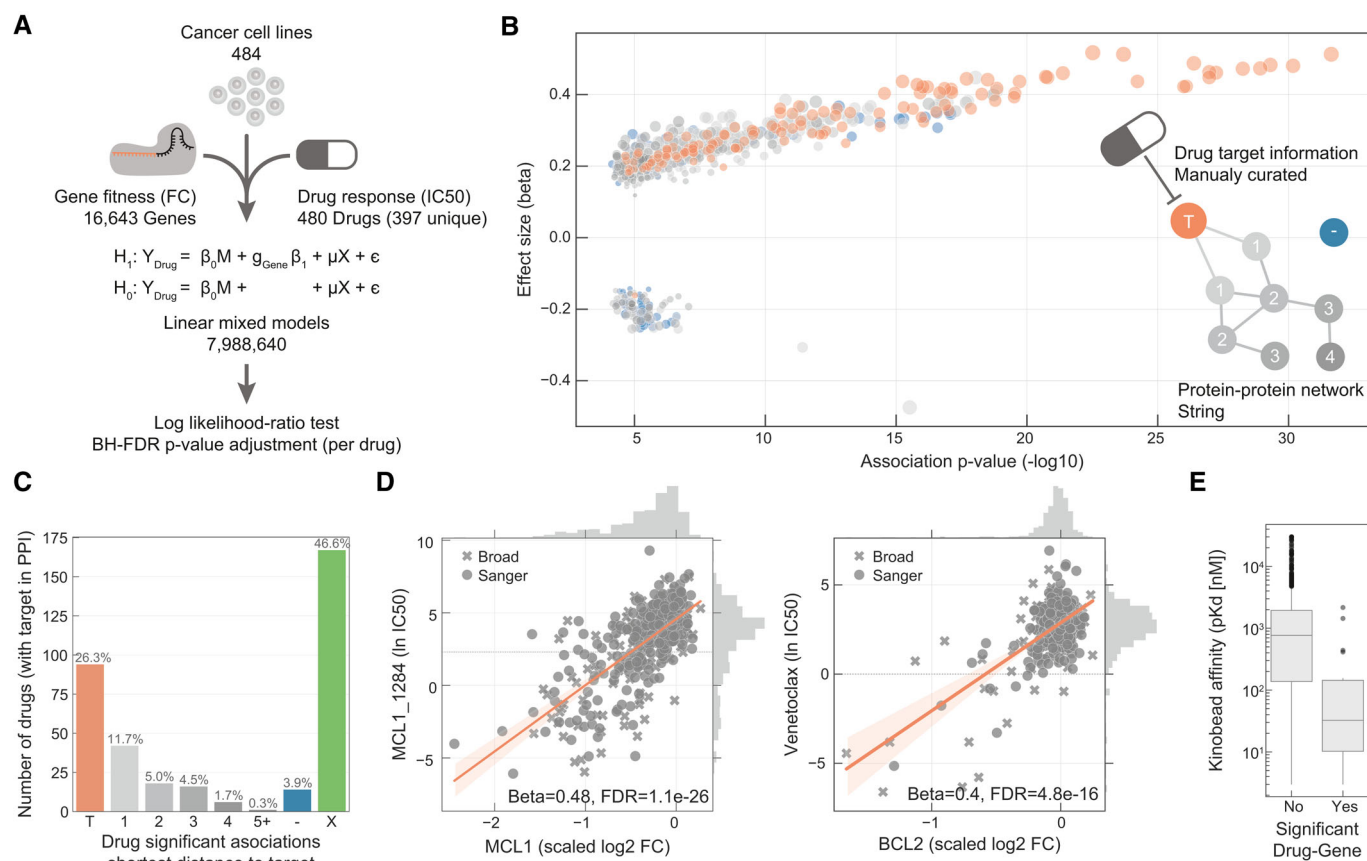 A
Cancer cell lines
484
Gene fitness (FC)
16,643 Genes
Drug response (IC50)
480 Drugs (397 unique)
H1: YDrug = β0M + gGene β1 + μX + ϵ
H0: YDrug = β0M + + μX + ϵ
Linear mixed models
7,988,640
Log likelihood-ratio test
BH-FDR p-value adjustment (per drug)
B
Effect size (beta)
0.4
0.2
0.0
−0.2
−0.4
5
10
15
20
25
30
Association p-value (-log10)
Drug target information
Manualy curated
T
1
-
1
2
3
2
3
4
Protein-protein network
String
C
Number of drugs (with target in PPI)
175
150
125
100
75
50
25
0
26.3%
11.7%
5.0%
4.5%
1.7%
0.3%
3.9%
46.6%
T
1
2
3
4
5+
-
X
Drug significant asociations
shortest distance to target
D
MCL1_1284 (ln IC50)
10
5
0
−5
Broad
Sanger
Beta=0.48, FDR=1.1e-26
−2
−1
0
MCL1 (scaled log2 FC)
Venetoclax (ln IC50)
5
0
−5
Broad
Sanger
Beta=0.4, FDR=4.8e-16
−1
0
BCL2 (scaled log2 FC)
E
Kinobead affinity (pKd [nM])
10⁴
10³
10²
10¹
No
Yes
Significant
Drug-Gene